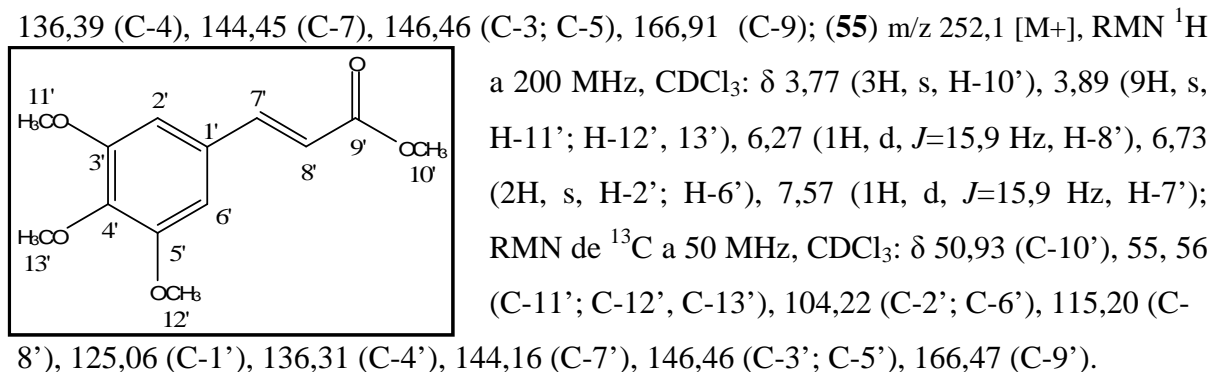 136,39 (C-4), 144,45 (C-7), 146,46 (C-3; C-5), 166,91 (C-9); (55) m/z 252,1 [M+], RMN ¹H
a 200 MHz, CDCl₃: δ 3,77 (3H, s, H-10’), 3,89 (9H, s,
H-11’; H-12’, 13’), 6,27 (1H, d, J=15,9 Hz, H-8’), 6,73
(2H, s, H-2’; H-6’), 7,57 (1H, d, J=15,9 Hz, H-7’);
RMN de ¹³C a 50 MHz, CDCl₃: δ 50,93 (C-10’), 55, 56
(C-11’; C-12’, C-13’), 104,22 (C-2’; C-6’), 115,20 (C-
8’), 125,06 (C-1’), 136,31 (C-4’), 144,16 (C-7’), 146,46 (C-3’; C-5’), 166,47 (C-9’).
O
11'
2'
7'
H₃CO
1'
9'
OCH₃
3'
8'
10'
6'
H₃CO
4'
13'
5'
OCH₃
12'